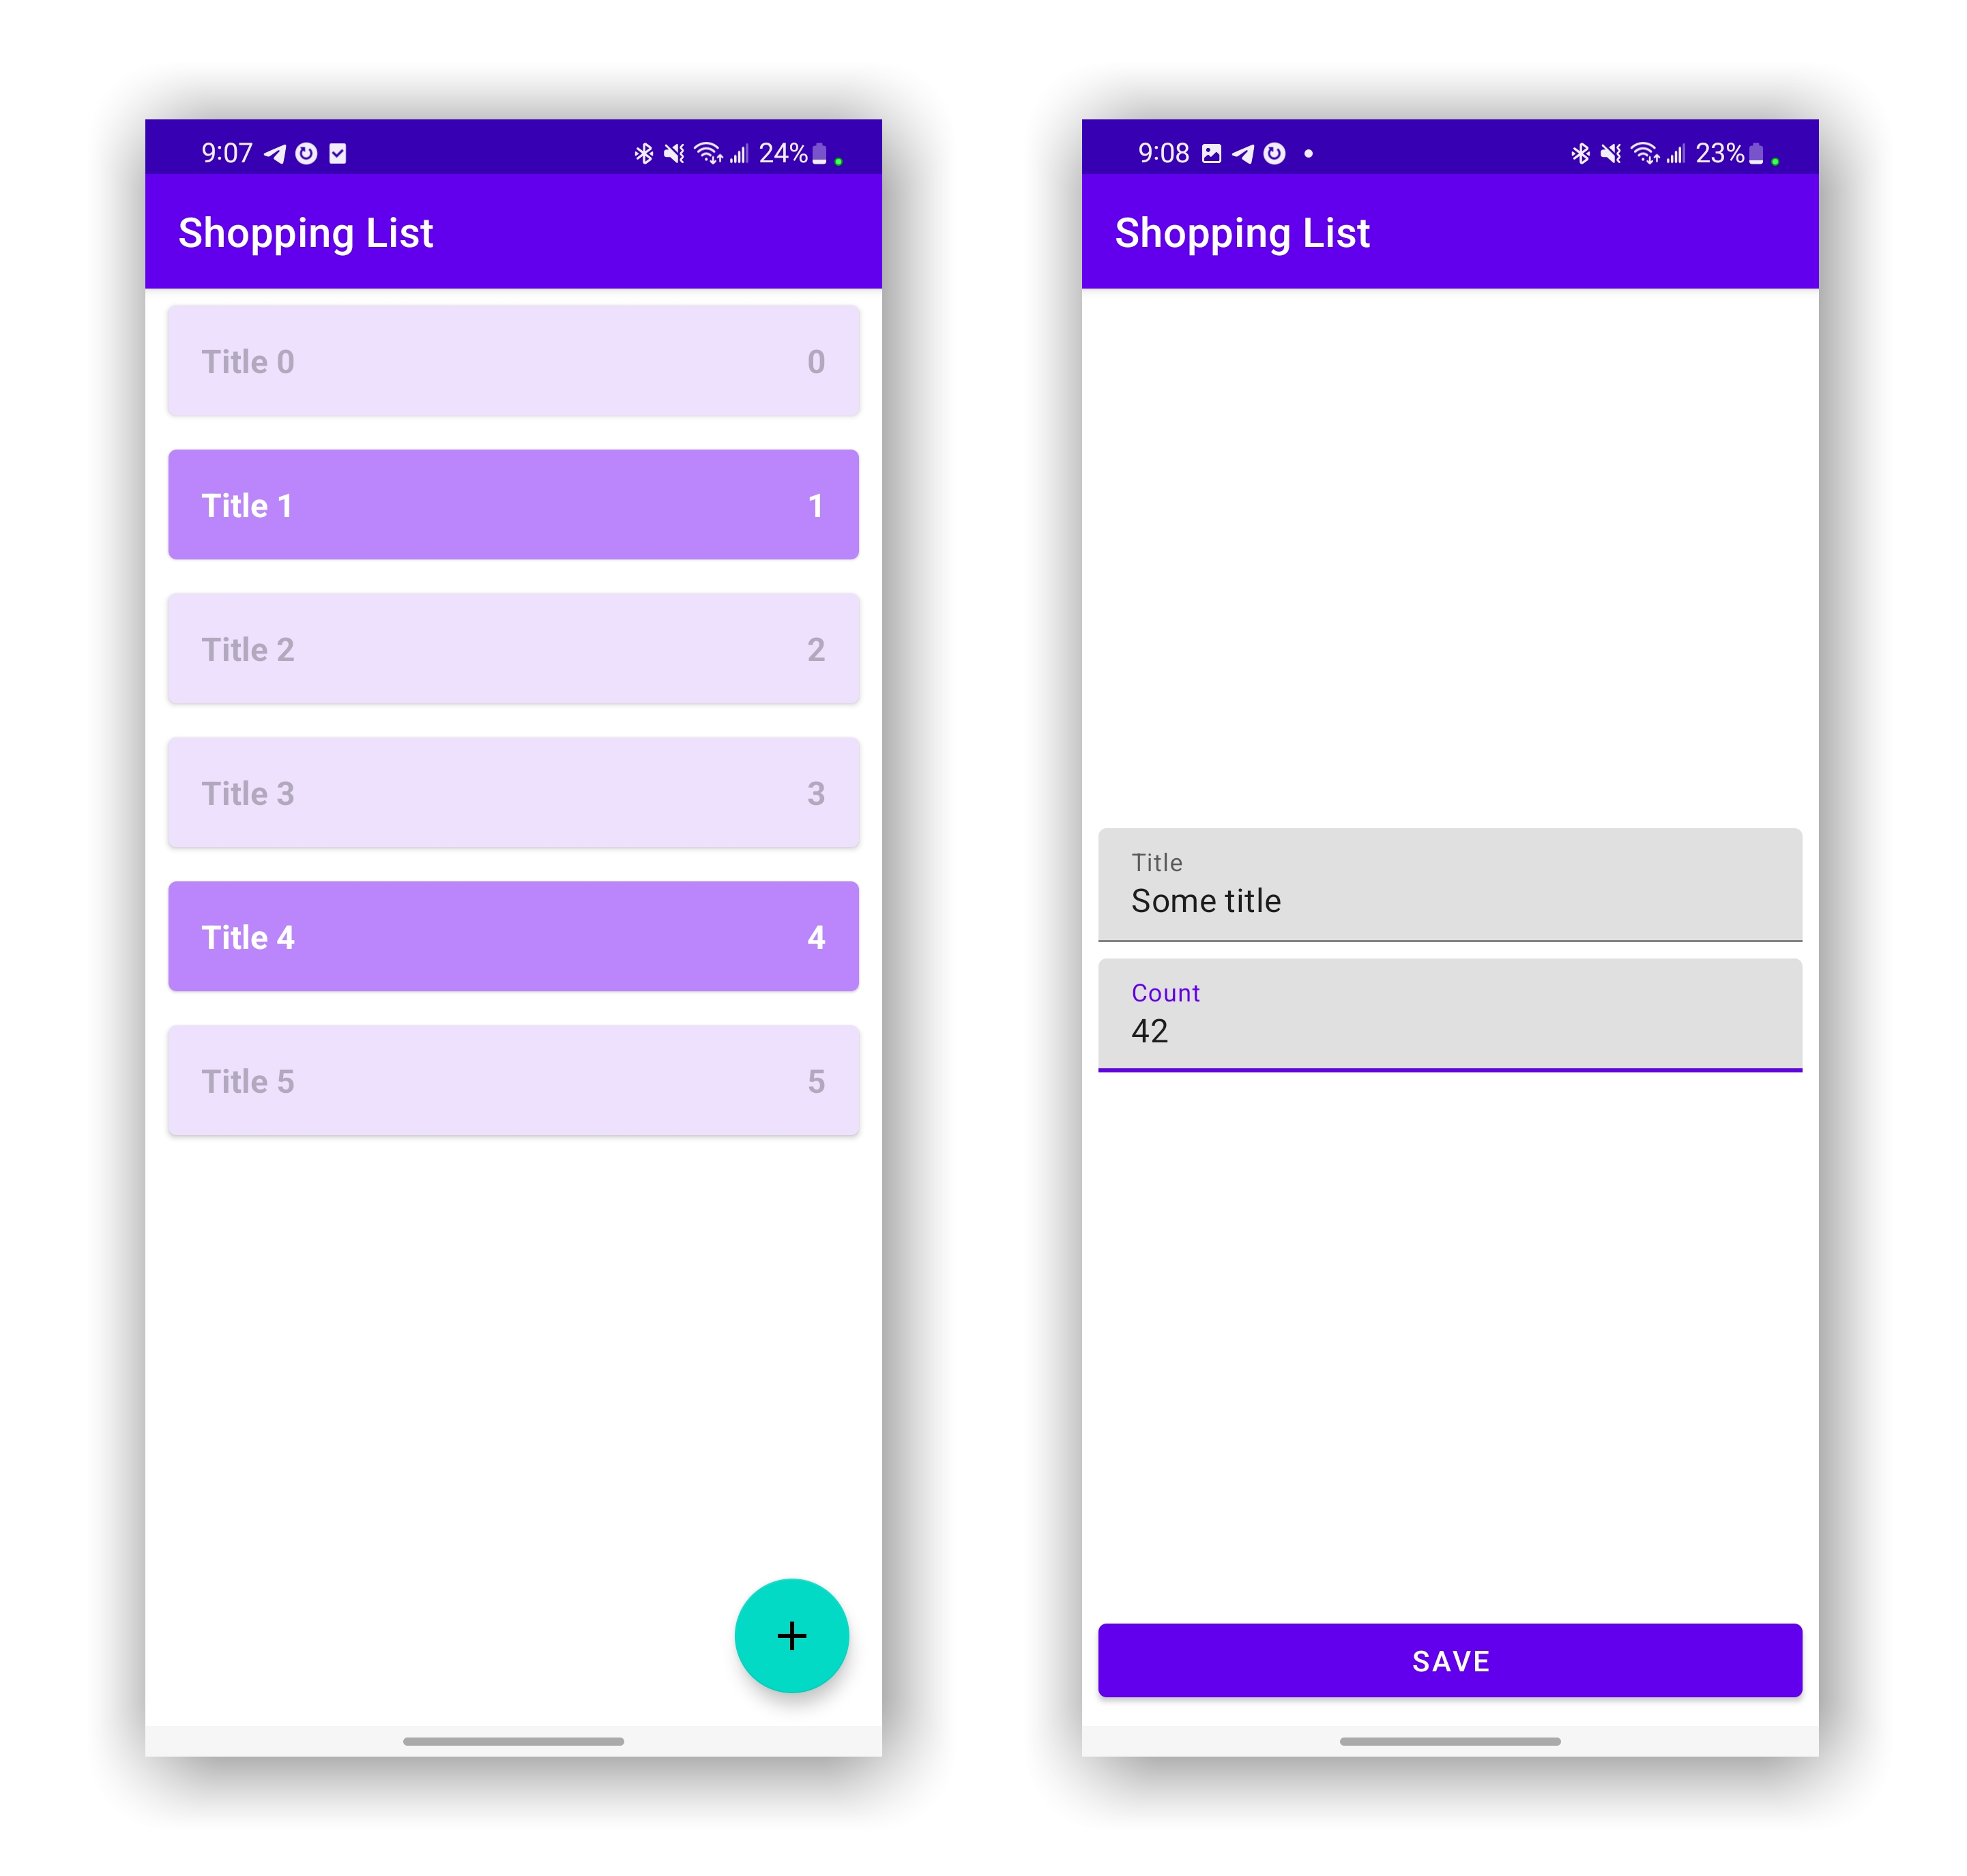 9:07 24%
Shopping List
Title 0 0
Title 1 1
Title 2 2
Title 3 3
Title 4 4
Title 5 5
9:08 23%
Shopping List
Title
Some title
Count
42
SAVE